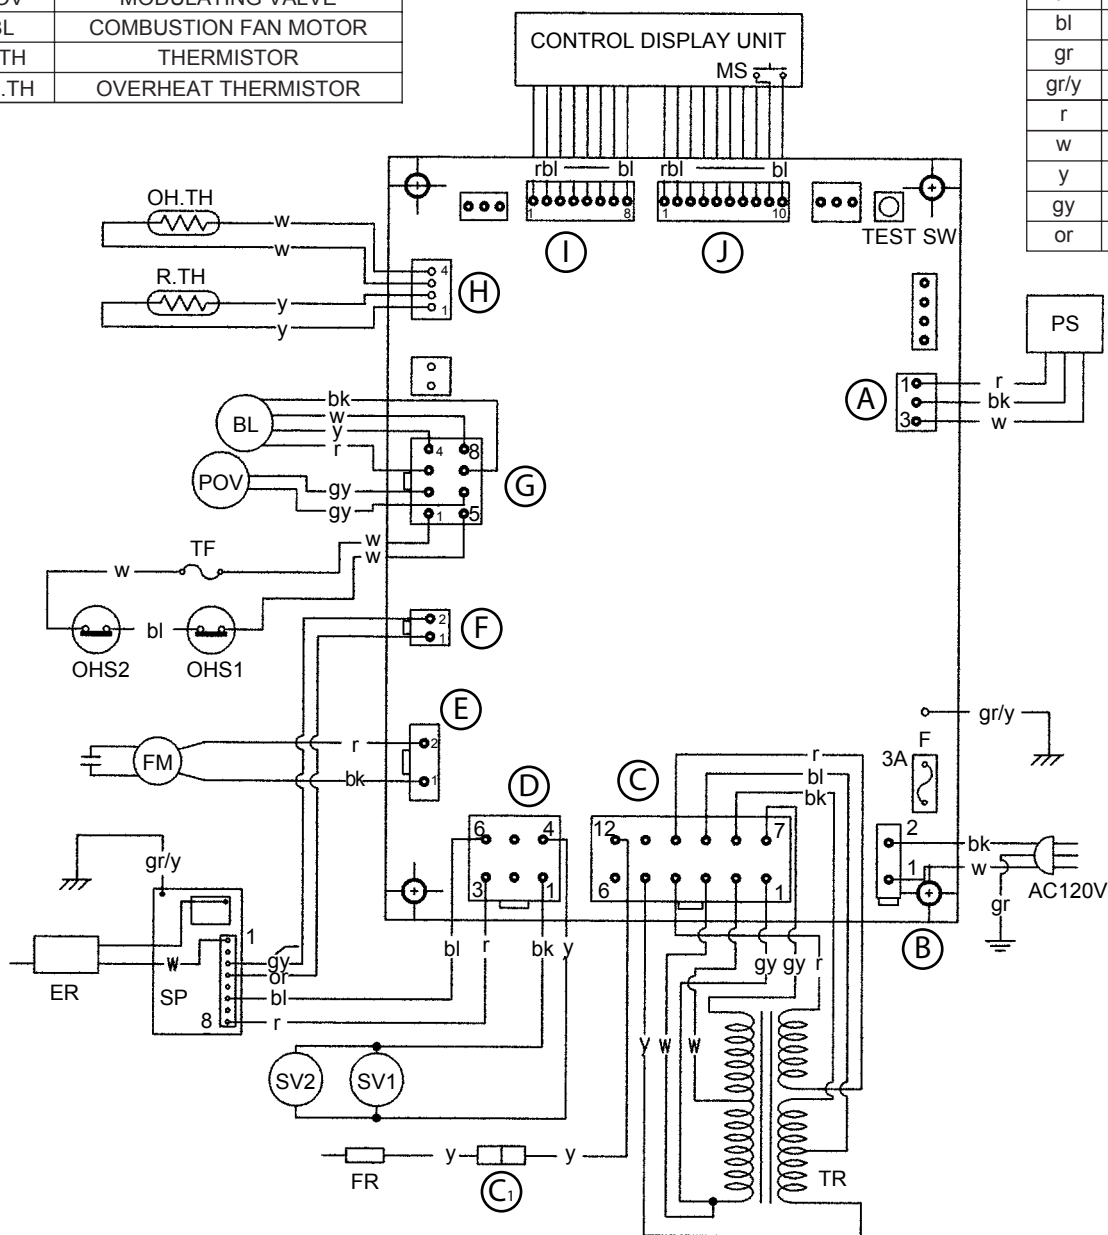 MODULATING VALVE
COMBUSTION FAN MOTOR
TH THERMISTOR
.TH OVERHEAT THERMISTOR
bl
gr
gr/y
r
w
y
gy
or
CONTROL DISPLAY UNIT
MS
rbl bl rbl bl
1 8 1 10
I J
TEST SW
OH.TH
w
w
4
H
R.TH
y
1
y
PS
A
1 r
bk
3 w
bk
w
BL
y
r
4 8
POV
gy
gy
G
1 5
w
w
TF
w
bl
OHS2 OHS1
2
1
F
E
FM
r
2
bk
1
gr/y
F
3A
D
C
r
bl
bk
6 4
3 1
12 7
6 1
2
1
bk
w
gr
AC120V
B
gr/y
ER
SP
w
1
8
gy
or
bl
r
bl r bk y
gy gy r
y w w
SV2 SV1
FR
y
C1
y
TR